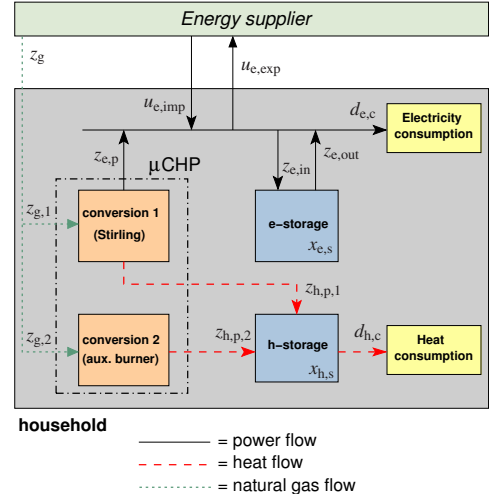 Energy supplier
z_g
u_e,exp
u_e,imp
d_e,c
Electricity
consumption
z_e,p
z_e,in
z_e,out
μCHP
z_g,1
conversion 1
(Stirling)
e-storage
x_e,s
z_h,p,1
z_g,2
conversion 2
(aux. burner)
z_h,p,2
h-storage
x_h,s
d_h,c
Heat
consumption
household
= power flow
= heat flow
= natural gas flow